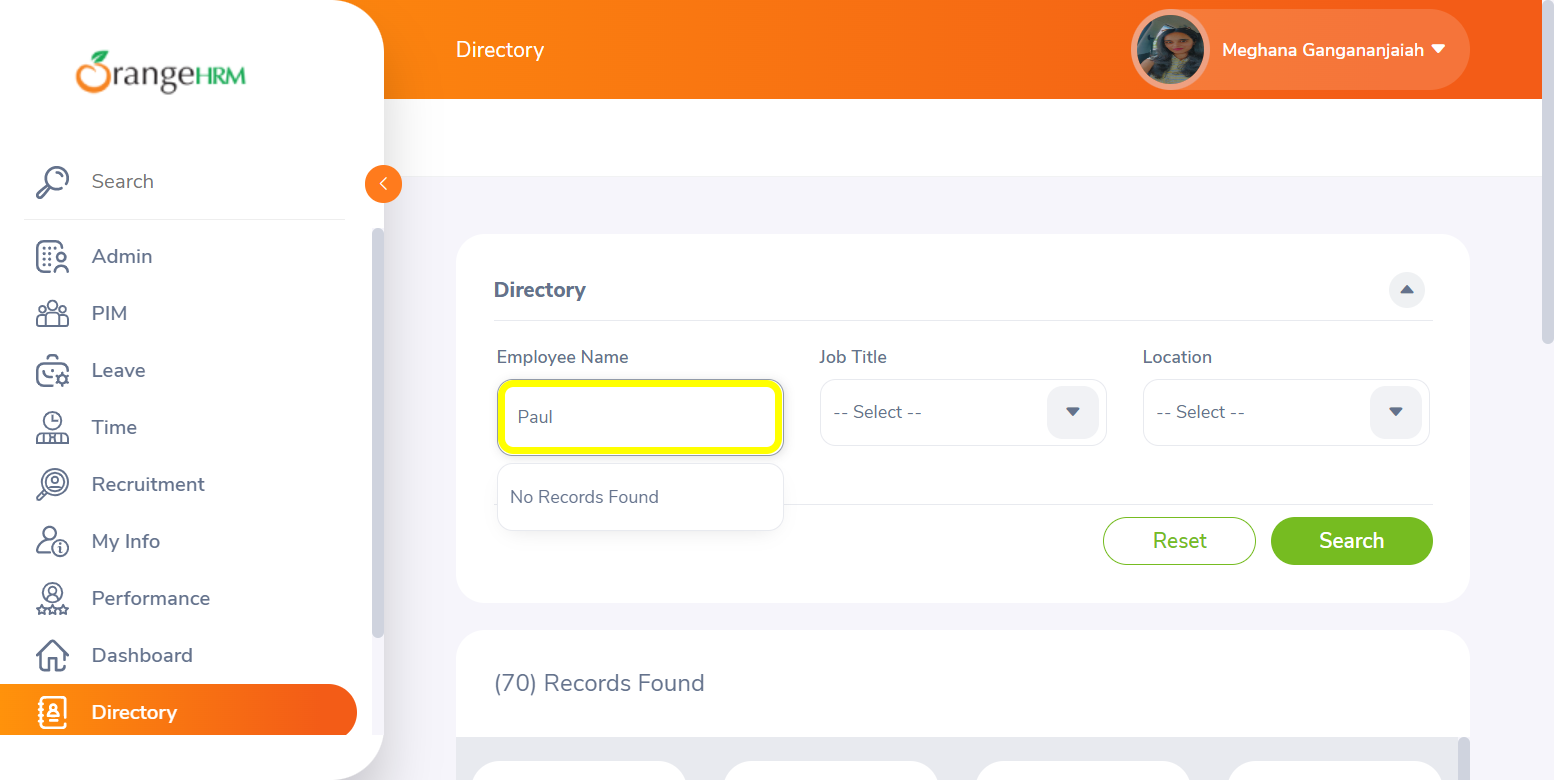 OrangeHRM
Search
Admin
PIM
Leave
Time
Recruitment
My Info
Performance
Dashboard
Directory
Directory
Meghana Gangananjaiah
Directory
Employee Name
Job Title
Location
Paul
-- Select --
-- Select --
No Records Found
Reset
Search
(70) Records Found